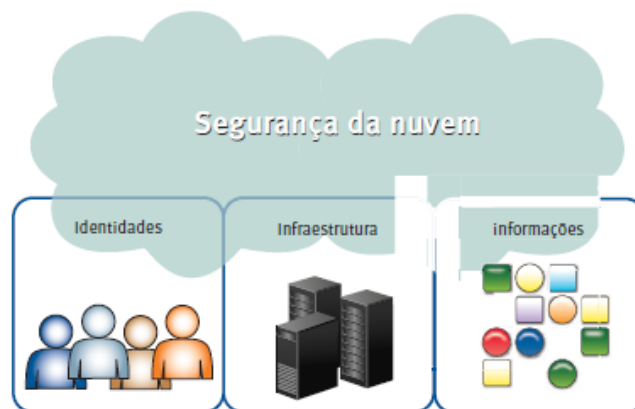 Segurança da nuvem
Identidades
Infraestrutura
informações